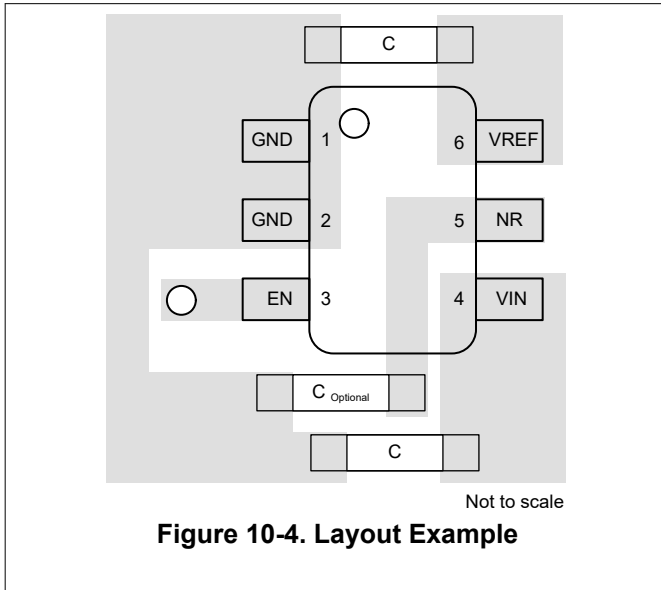 C
GND 1 6 VREF
GND 2 5 NR
EN 3 4 VIN
C Optional
C
Not to scale
Figure 10-4. Layout Example